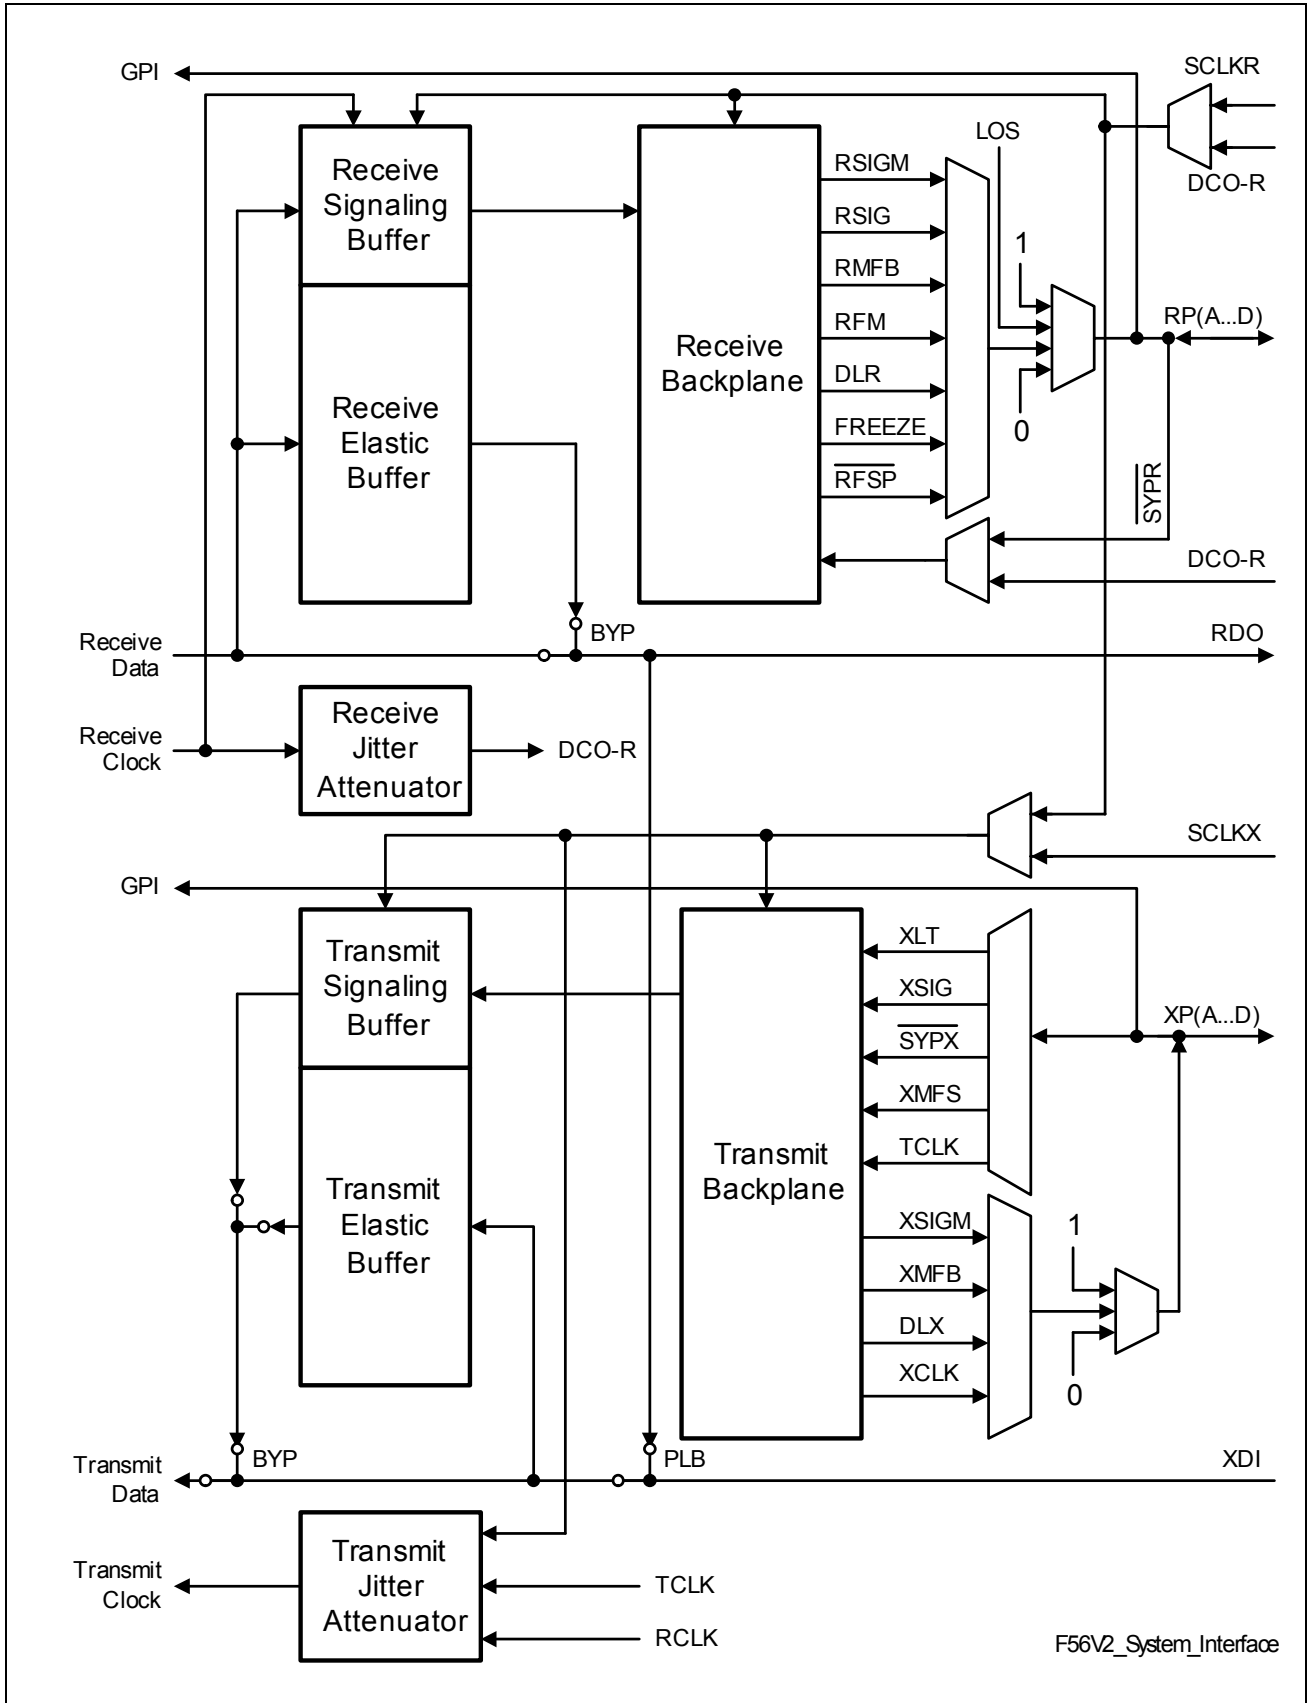 GPI
SCLKR
LOS
DCO-R
Receive
Signaling
Buffer
RSIGM
RSIG
RMFB
RFM
DLR
FREEZE
RFSP
1
0
RP(A...D)
Receive
Backplane
Receive
Elastic
Buffer
SYPR
DCO-R
BYP
RDO
Receive
Data
Receive
Clock
Receive
Jitter
Attenuator
DCO-R
SCLKX
GPI
Transmit
Signaling
Buffer
XLT
XSIG
SYPX
XMFS
TCLK
XP(A...D)
Transmit
Backplane
Transmit
Elastic
Buffer
XSIGM
XMFB
DLX
XCLK
1
0
BYP
PLB
XDI
Transmit
Data
Transmit
Clock
Transmit
Jitter
Attenuator
TCLK
RCLK
F56V2_System_Interface